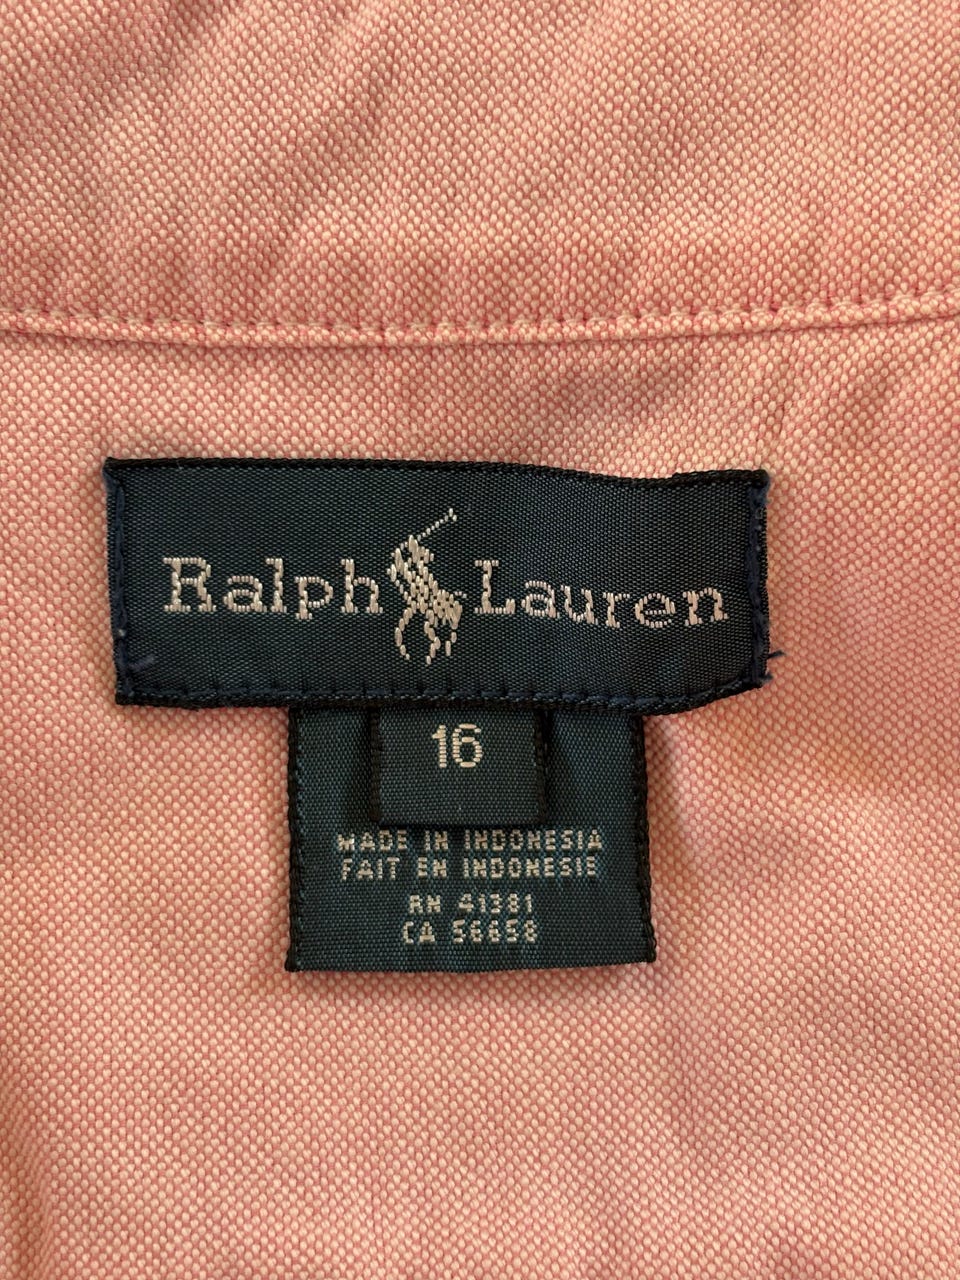 Ralph Lauren
16
MADE IN INDONESIA
FAIT EN INDONESIE
RN 41381
CA 56658